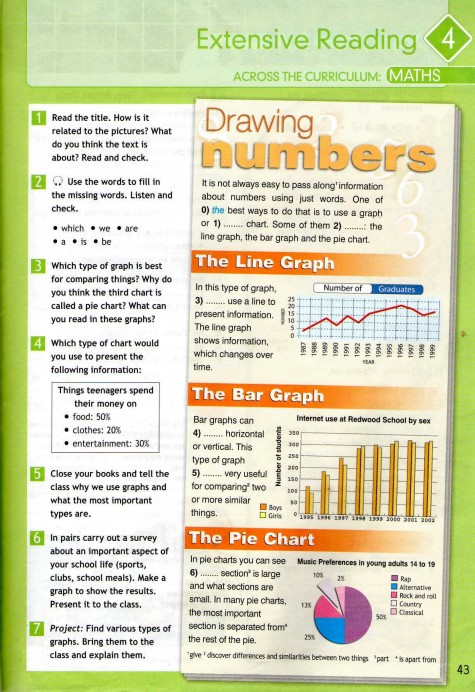 Extensive Reading 4
ACROSS THE CURRICULUM: MATHS
1 Read the title. How is it
related to the pictures? What
do you think the text is
about? Read and check.
2 Use the words to fill in
the missing words. Listen and
check.
• which • we • are
• a • is • be
3 Which type of graph is best
for comparing things? Why do
you think the third chart is
called a pie chart? What can
you read in these graphs?
4 Which type of chart would
you use to present the
following information:
Things teenagers spend
their money on
• food: 50%
• clothes: 20%
• entertainment: 30%
5 Close your books and tell the
class why we use graphs and
what the most important
types are.
6 In pairs carry out a survey
about an important aspect of
your school life (sports,
clubs, school meals). Make a
graph to show the results.
Present it to the class.
7 Project: Find various types of
graphs. Bring them to the
class and explain them.
Drawing
numbers
It is not always easy to pass along¹ information
about numbers using just words. One of
0) the best ways to do that is to use a graph
or 1) ........ chart. Some of them 2) ........: the
line graph, the bar graph and the pie chart.
The Line Graph
In this type of graph,
3) ........ use a line to
present information.
The line graph
shows information,
which changes over
time.
Number of Graduates
NUMBER
25
20
15
10
5
0
1987 1988 1989 1990 1991 1992 1993 1994 1995 1996 1997 1998 1999
YEAR
The Bar Graph
Bar graphs can
4) ........ horizontal
or vertical. This
type of graph
5) ........ very useful
for comparing² two
or more similar
things.
Internet use at Redwood School by sex
Number of students
350
300
250
200
150
100
50
0
1995 1996 1997 1998 1999 2000 2001 2002
Boys
Girls
The Pie Chart
In pie charts you can see
6) ........ section³ is large
and what sections are
small. In many pie charts,
the most important
section is separated from⁴
the rest of the pie.
Music Preferences in young adults 14 to 19
10% 2%
13%
50%
25%
Rap
Alternative
Rock and roll
Country
Classical
¹give ² discover differences and similarities between two things ³part ⁴ is apart from
43